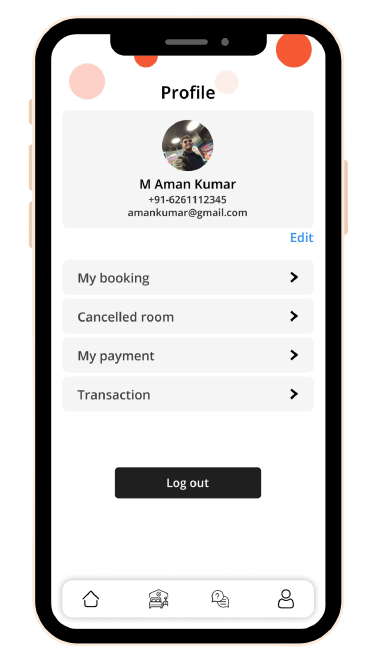 Profile
M Aman Kumar
+91-6261112345
amankumar@gmail.com
Edit
My booking
Cancelled room
My payment
Transaction
Log out